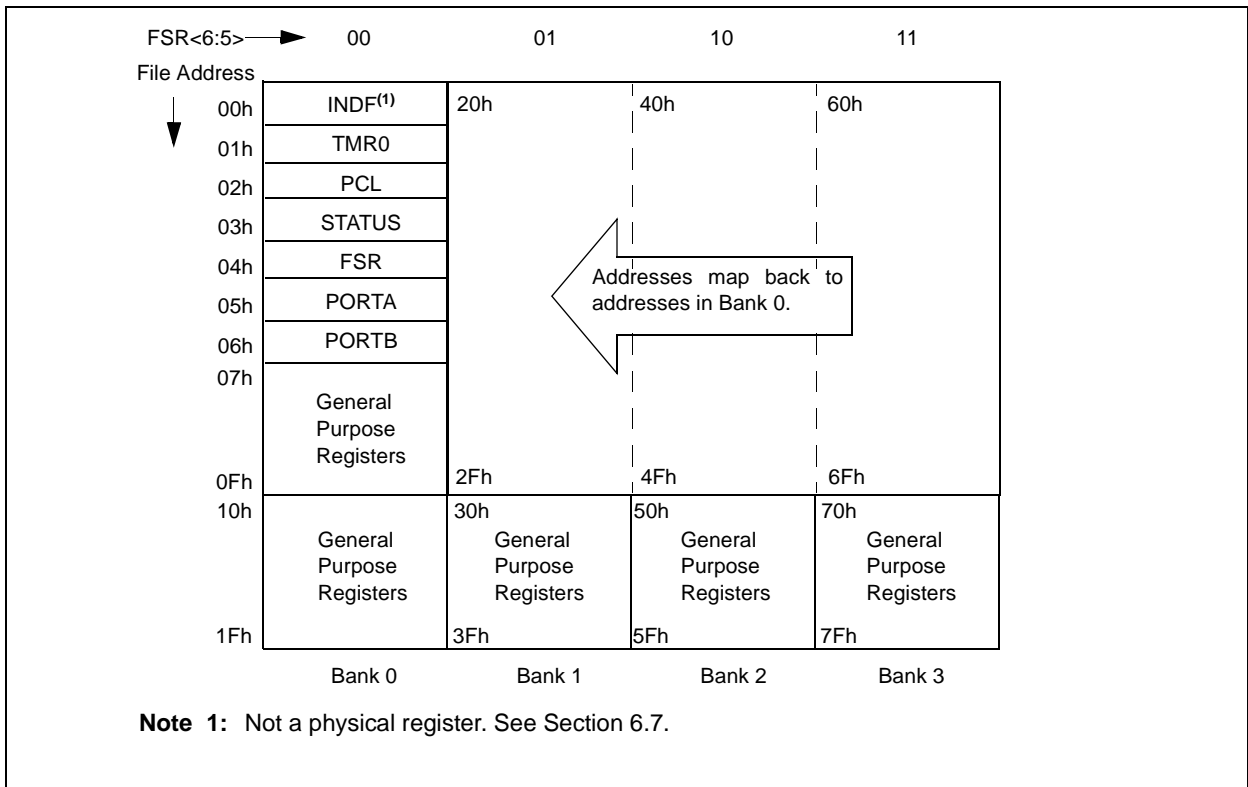 FSR<6:5> 00 01 10 11
File Address
00h INDF(1) 20h 40h 60h
01h TMR0
02h PCL
03h STATUS
04h FSR
Addresses map back to
addresses in Bank 0.
05h PORTA
06h PORTB
07h
General
Purpose
Registers
0Fh 2Fh 4Fh 6Fh
10h 30h 50h 70h
General General General General
Purpose Purpose Purpose Purpose
Registers Registers Registers Registers
1Fh 3Fh 5Fh 7Fh
Bank 0 Bank 1 Bank 2 Bank 3
Note 1: Not a physical register. See Section 6.7.